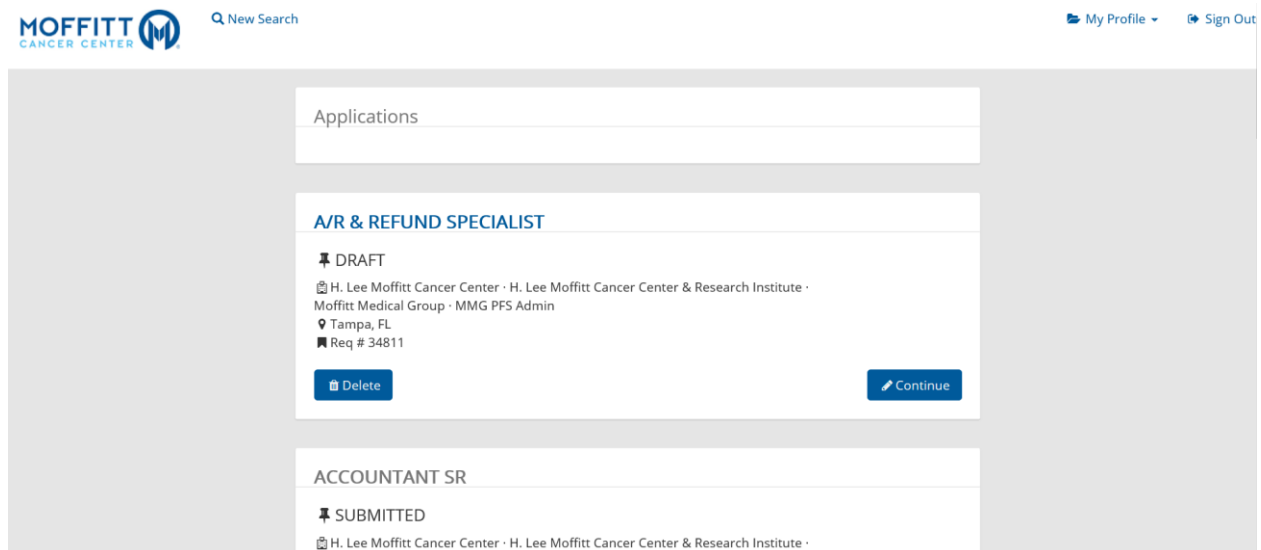 MOFFITT
CANCER CENTER
New Search
My Profile
Sign Out
Applications
A/R & REFUND SPECIALIST
DRAFT
H. Lee Moffitt Cancer Center · H. Lee Moffitt Cancer Center & Research Institute ·
Moffitt Medical Group · MMG PFS Admin
Tampa, FL
Req # 34811
Delete
Continue
ACCOUNTANT SR
SUBMITTED
H. Lee Moffitt Cancer Center · H. Lee Moffitt Cancer Center & Research Institute ·